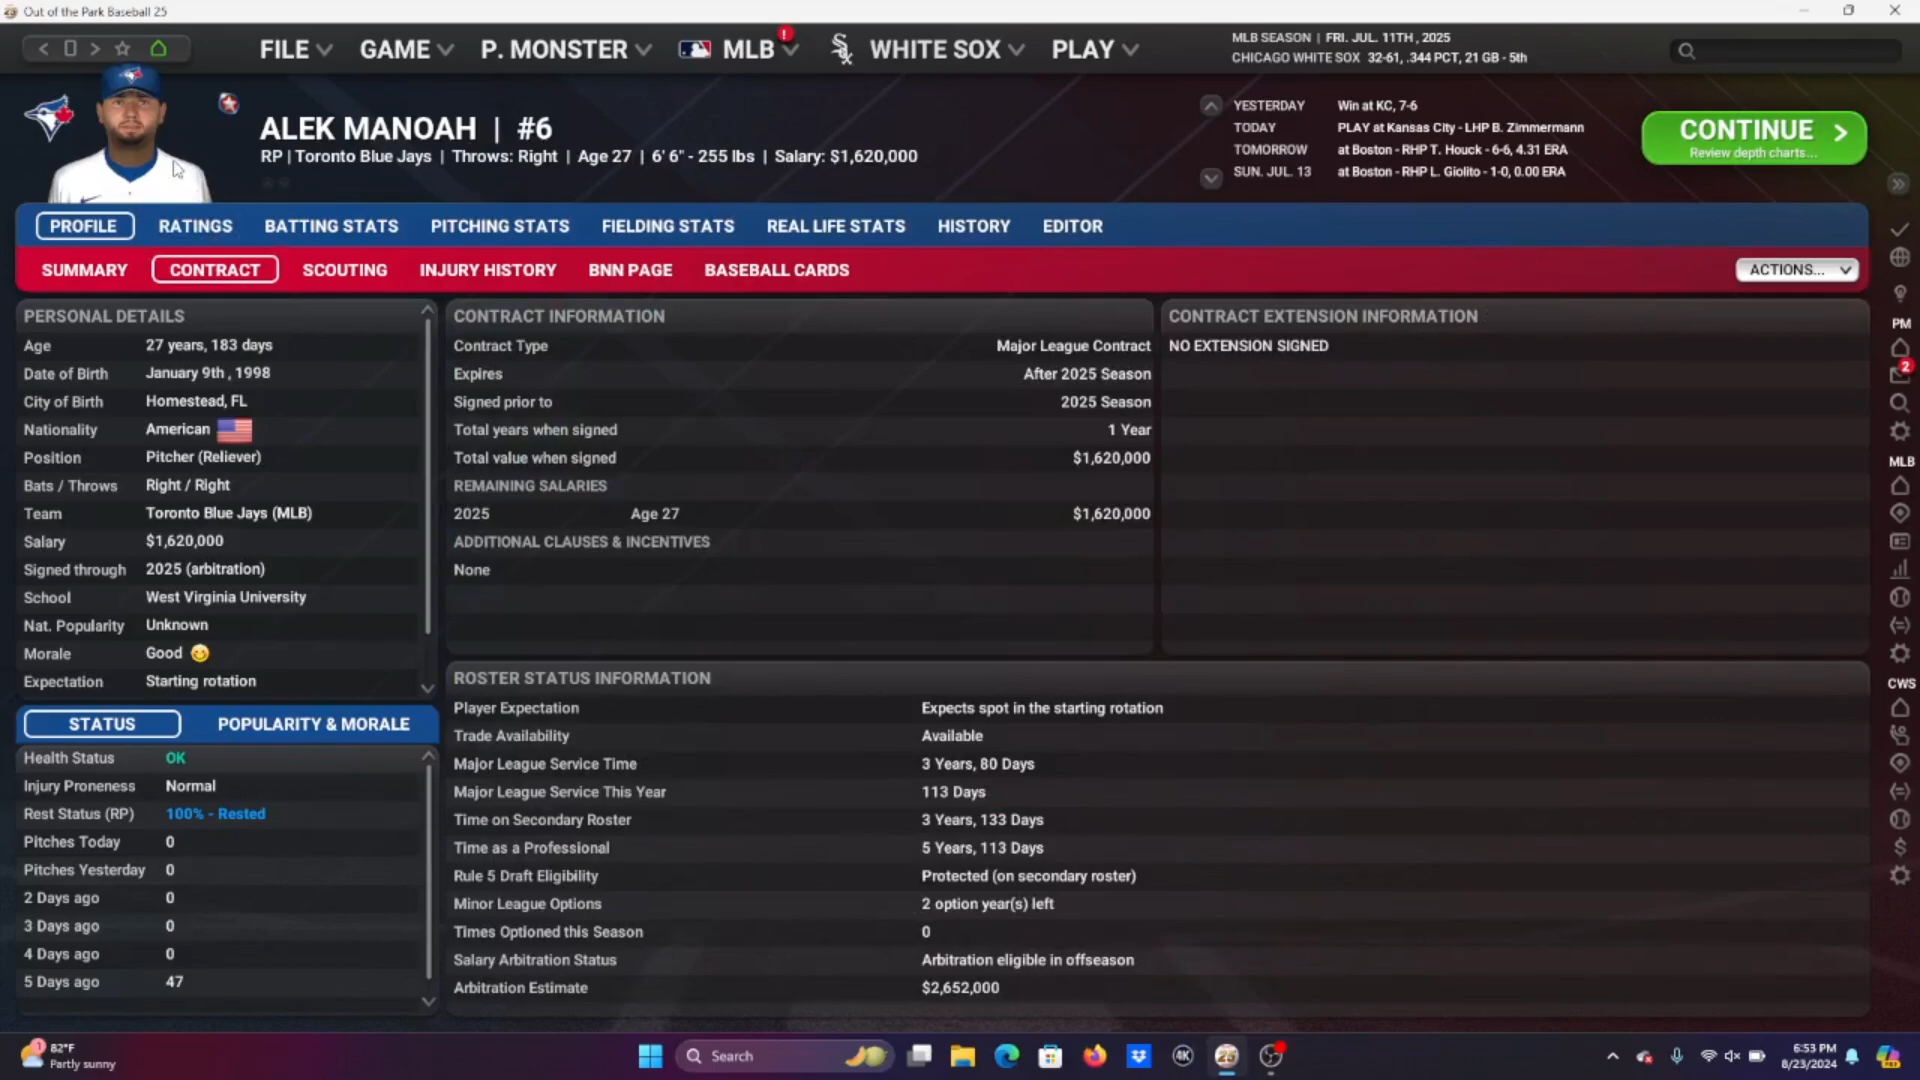 Out of the Park Baseball 25
FILE
GAME
P. MONSTER
MLB
WHITE SOX
PLAY
MLB SEASON | FRI. JUL. 11TH , 2025
CHICAGO WHITE SOX 32-61, .344 PCT, 21 GB - 5th
ALEK MANOAH | #6
RP | Toronto Blue Jays | Throws: Right | Age 27 | 6' 6" - 255 lbs | Salary: $1,620,000
YESTERDAY Win at KC, 7-6
TODAY PLAY at Kansas City - LHP B. Zimmermann
TOMORROW at Boston - RHP T. Houck - 6-6, 4.31 ERA
SUN. JUL. 13 at Boston - RHP L. Giolito - 1-0, 0.00 ERA
CONTINUE
Review depth charts...
PROFILE RATINGS BATTING STATS PITCHING STATS FIELDING STATS REAL LIFE STATS HISTORY EDITOR
SUMMARY CONTRACT SCOUTING INJURY HISTORY BNN PAGE BASEBALL CARDS
ACTIONS...
PERSONAL DETAILS
Age 27 years, 183 days
Date of Birth January 9th , 1998
City of Birth Homestead, FL
Nationality American
Position Pitcher (Reliever)
Bats / Throws Right / Right
Team Toronto Blue Jays (MLB)
Salary $1,620,000
Signed through 2025 (arbitration)
School West Virginia University
Nat. Popularity Unknown
Morale Good
Expectation Starting rotation
STATUS POPULARITY & MORALE
Health Status OK
Injury Proneness Normal
Rest Status (RP) 100% - Rested
Pitches Today 0
Pitches Yesterday 0
2 Days ago 0
3 Days ago 0
4 Days ago 0
5 Days ago 47
CONTRACT INFORMATION
Contract Type Major League Contract
Expires After 2025 Season
Signed prior to 2025 Season
Total years when signed 1 Year
Total value when signed $1,620,000
REMAINING SALARIES
2025 Age 27 $1,620,000
ADDITIONAL CLAUSES & INCENTIVES
None
CONTRACT EXTENSION INFORMATION
NO EXTENSION SIGNED
ROSTER STATUS INFORMATION
Player Expectation Expects spot in the starting rotation
Trade Availability Available
Major League Service Time 3 Years, 80 Days
Major League Service This Year 113 Days
Time on Secondary Roster 3 Years, 133 Days
Time as a Professional 5 Years, 113 Days
Rule 5 Draft Eligibility Protected (on secondary roster)
Minor League Options 2 option year(s) left
Times Optioned this Season 0
Salary Arbitration Status Arbitration eligible in offseason
Arbitration Estimate $2,652,000
PM
2
MLB
CWS
1
82°F
Partly sunny
Search
4K
25
6:53 PM
8/23/2024